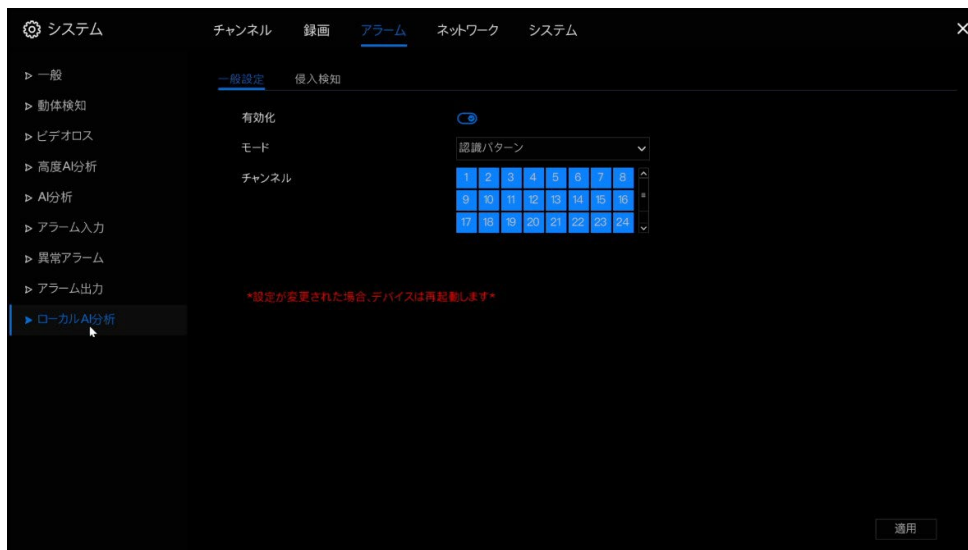 システム チャンネル 録画 アラーム ネットワーク システム
一般 一般設定 侵入検知
動体検知
有効化
ビデオロス
モード 認識パターン
高度AI分析
チャンネル 1 2 3 4 5 6 7 8
AI分析 9 10 11 12 13 14 15 16
アラーム入力 17 18 19 20 21 22 23 24
異常アラーム
アラーム出力
*設定が変更された場合、デバイスは再起動します*
ローカルAI分析
適用